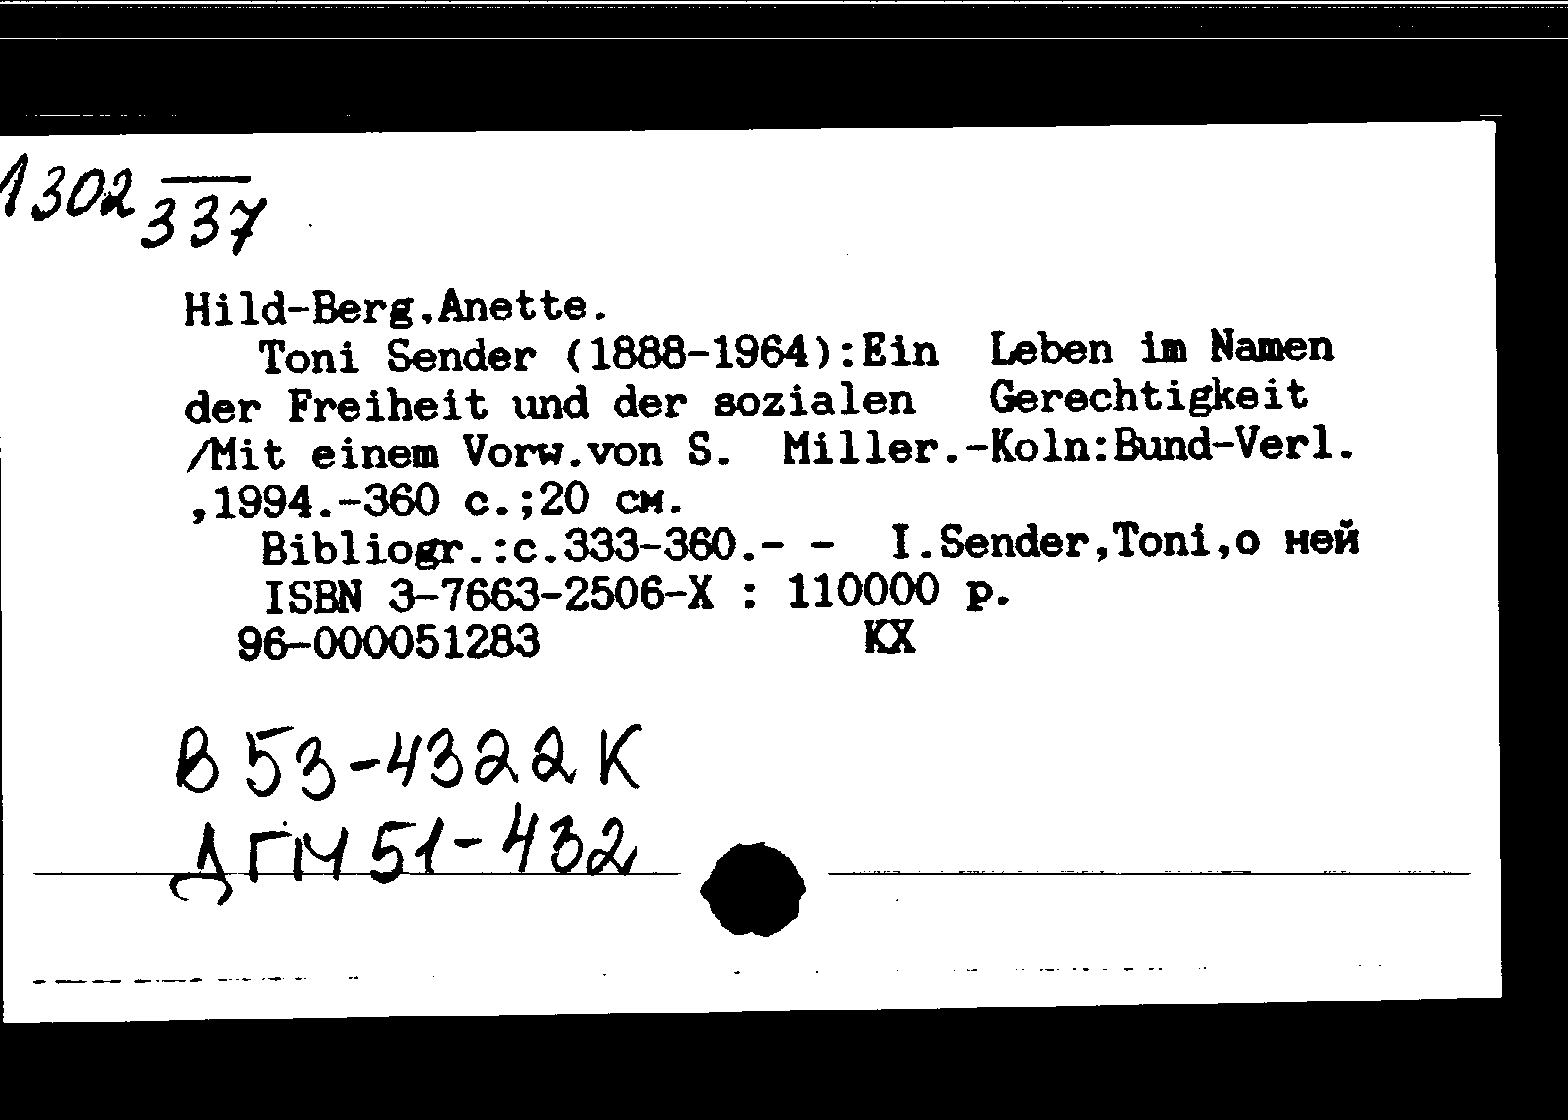 1302 337
Hild-Berg,Anette.
Toni Sender (1888-1964):Ein Leben im Namen
der Freiheit und der sozialen Gerechtigkeit
/Mit einem Vorw.von S. Miller.-Koln:Bund-Verl.
,1994.-360 с.;20 см.
Bibliogr.:с.333-360.- - I.Sender,Toni,о ней
ISBN 3-7663-2506-X : 110000 р.
96-000051283 КХ
В 53-4322 К
ДГМ 51-432